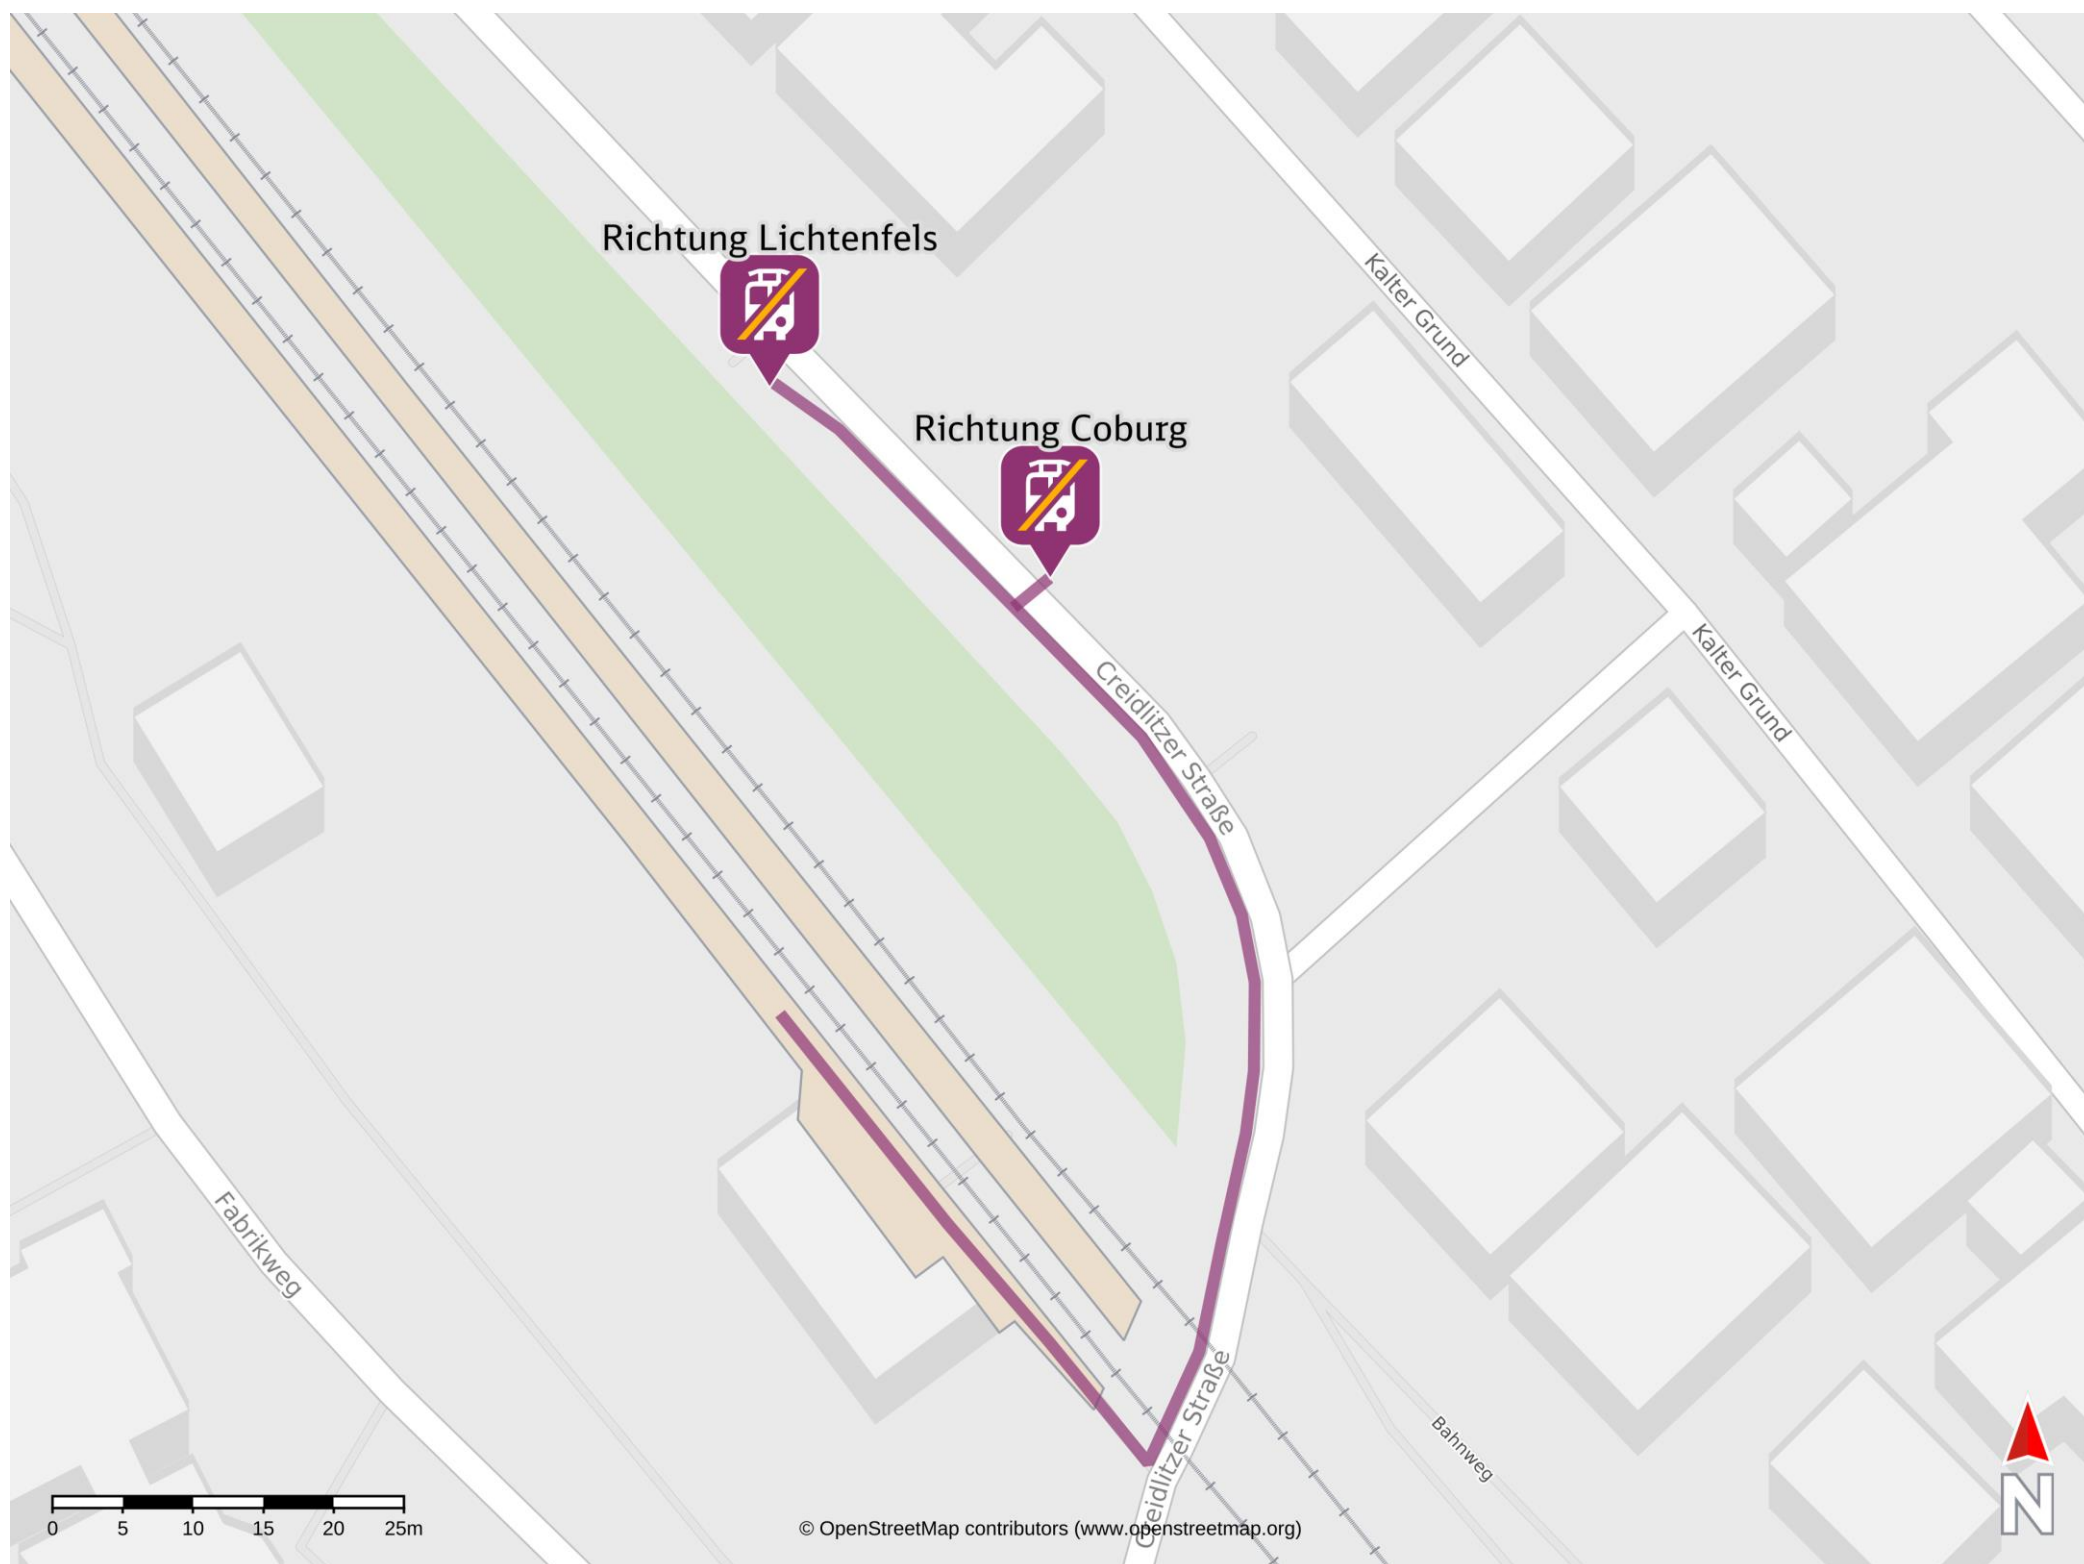 Richtung Lichtenfels
Kalter Grund
Richtung Coburg
Kalter Grund
Creidlitzer Straße
Fabrikweg
Creidlitzer Straße
Bahnweg
N
0 5 10 15 20 25m
© OpenStreetMap contributors (www.openstreetmap.org)